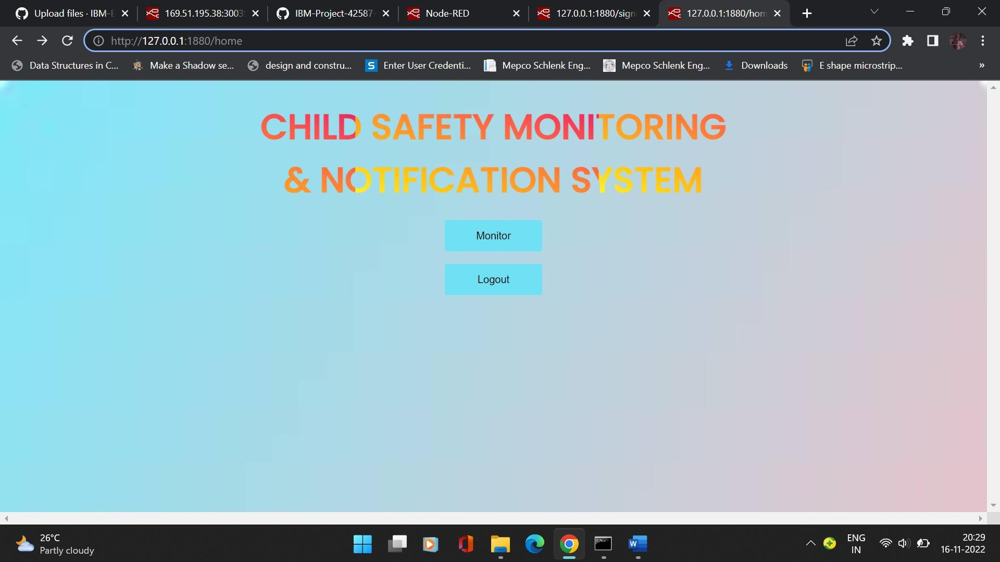 Upload files · IBM-E
169.51.195.38:3003
IBM-Project-42587-
Node-RED
127.0.0.1:1880/sign
127.0.0.1:1880/hom
http://127.0.0.1:1880/home
Data Structures in C...
Make a Shadow se...
design and constru...
S Enter User Credenti...
Mepco Schlenk Eng...
Mepco Schlenk Eng...
Downloads
E shape microstrip...
»
CHILD SAFETY MONITORING
& NOTIFICATION SYSTEM
Monitor
Logout
26°C
Partly cloudy
W
ENG
IN
20:29
16-11-2022